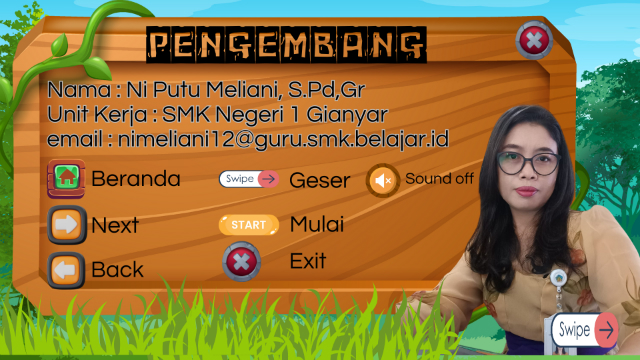 PENGEMBANG
Nama : Ni Putu Meliani, S.Pd,Gr
Unit Kerja : SMK Negeri 1 Gianyar
email : nimeliani12@guru.smk.belajar.id
Beranda
Swipe
Geser
Sound off
Next
START
Mulai
Back
Exit
Swipe